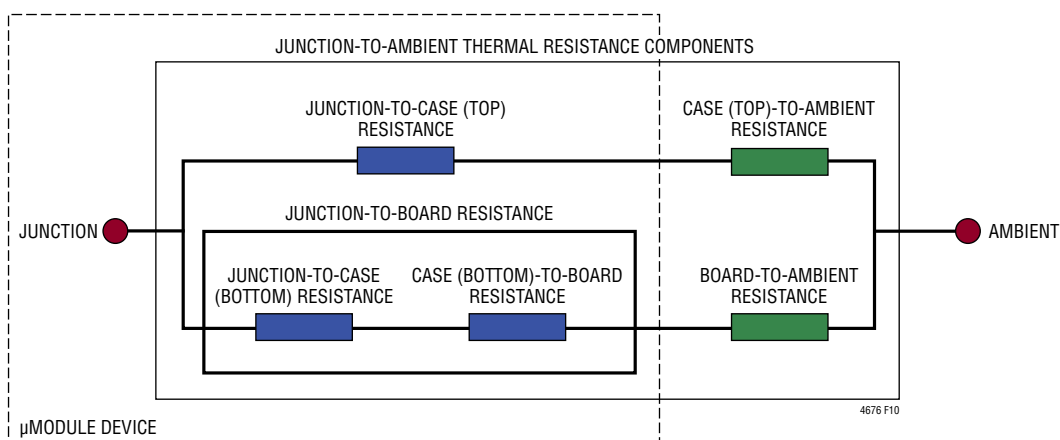 JUNCTION-TO-AMBIENT THERMAL RESISTANCE COMPONENTS
JUNCTION-TO-CASE (TOP)
RESISTANCE
CASE (TOP)-TO-AMBIENT
RESISTANCE
JUNCTION
JUNCTION-TO-BOARD RESISTANCE
AMBIENT
JUNCTION-TO-CASE
(BOTTOM) RESISTANCE
CASE (BOTTOM)-TO-BOARD
RESISTANCE
BOARD-TO-AMBIENT
RESISTANCE
4676 F10
µMODULE DEVICE